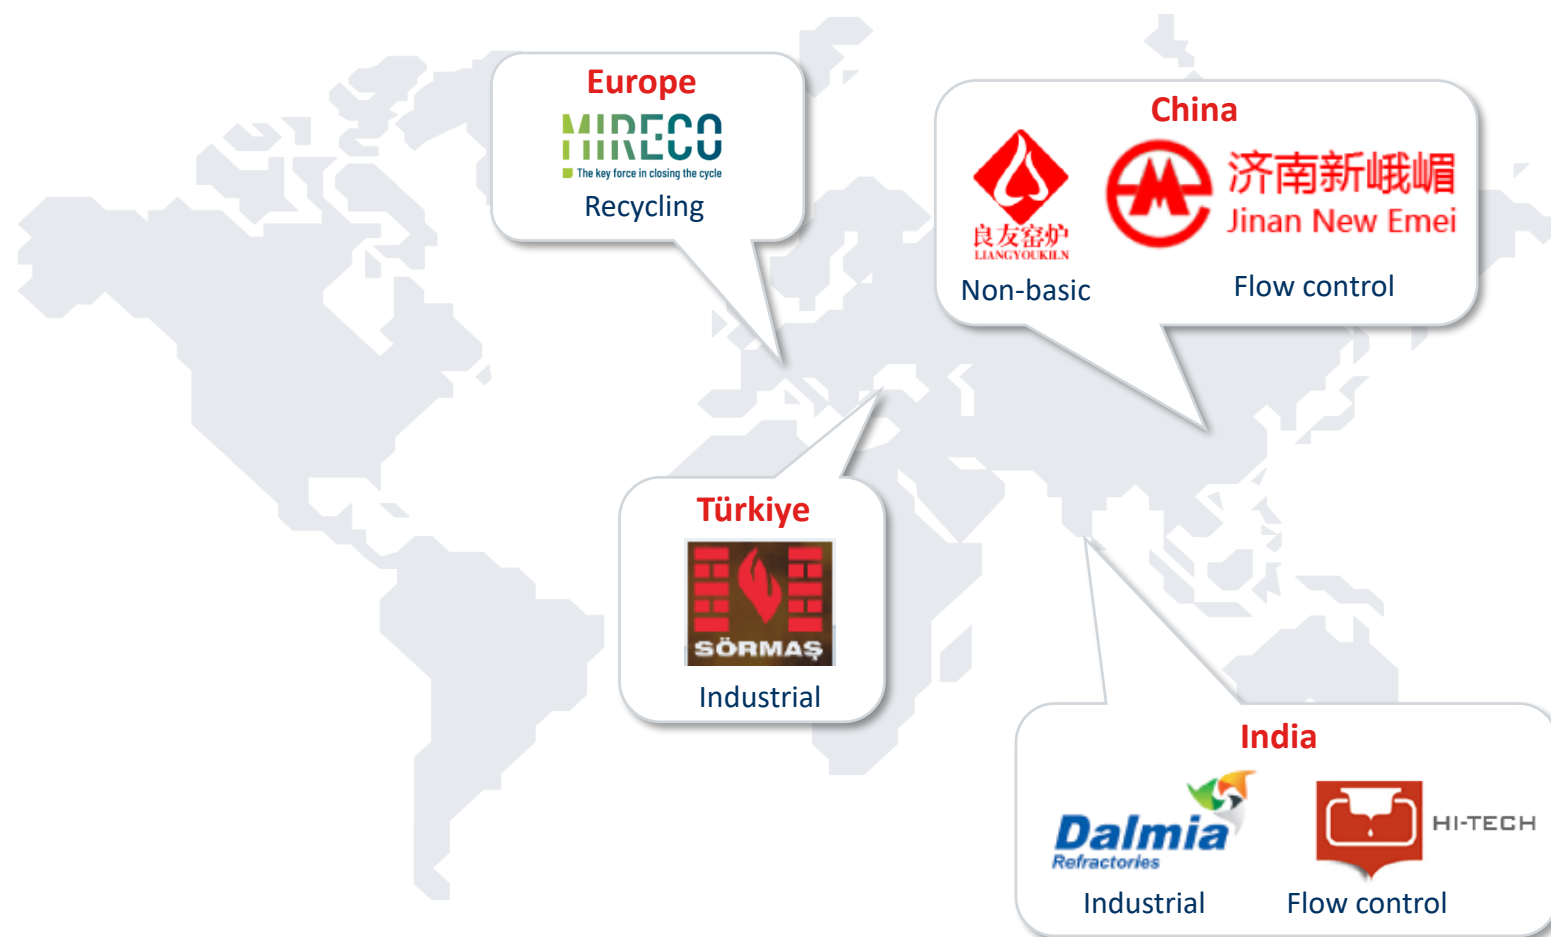 Europe
MIRECO
The key force in closing the cycle
Recycling
China
良友窑炉
LIANGYOUKILN
Non-basic
济南新峨嵋
Jinan New Emei
Flow control
Türkiye
SÖRMAŞ
Industrial
India
Dalmia
Refractories
Industrial
HI-TECH
Flow control